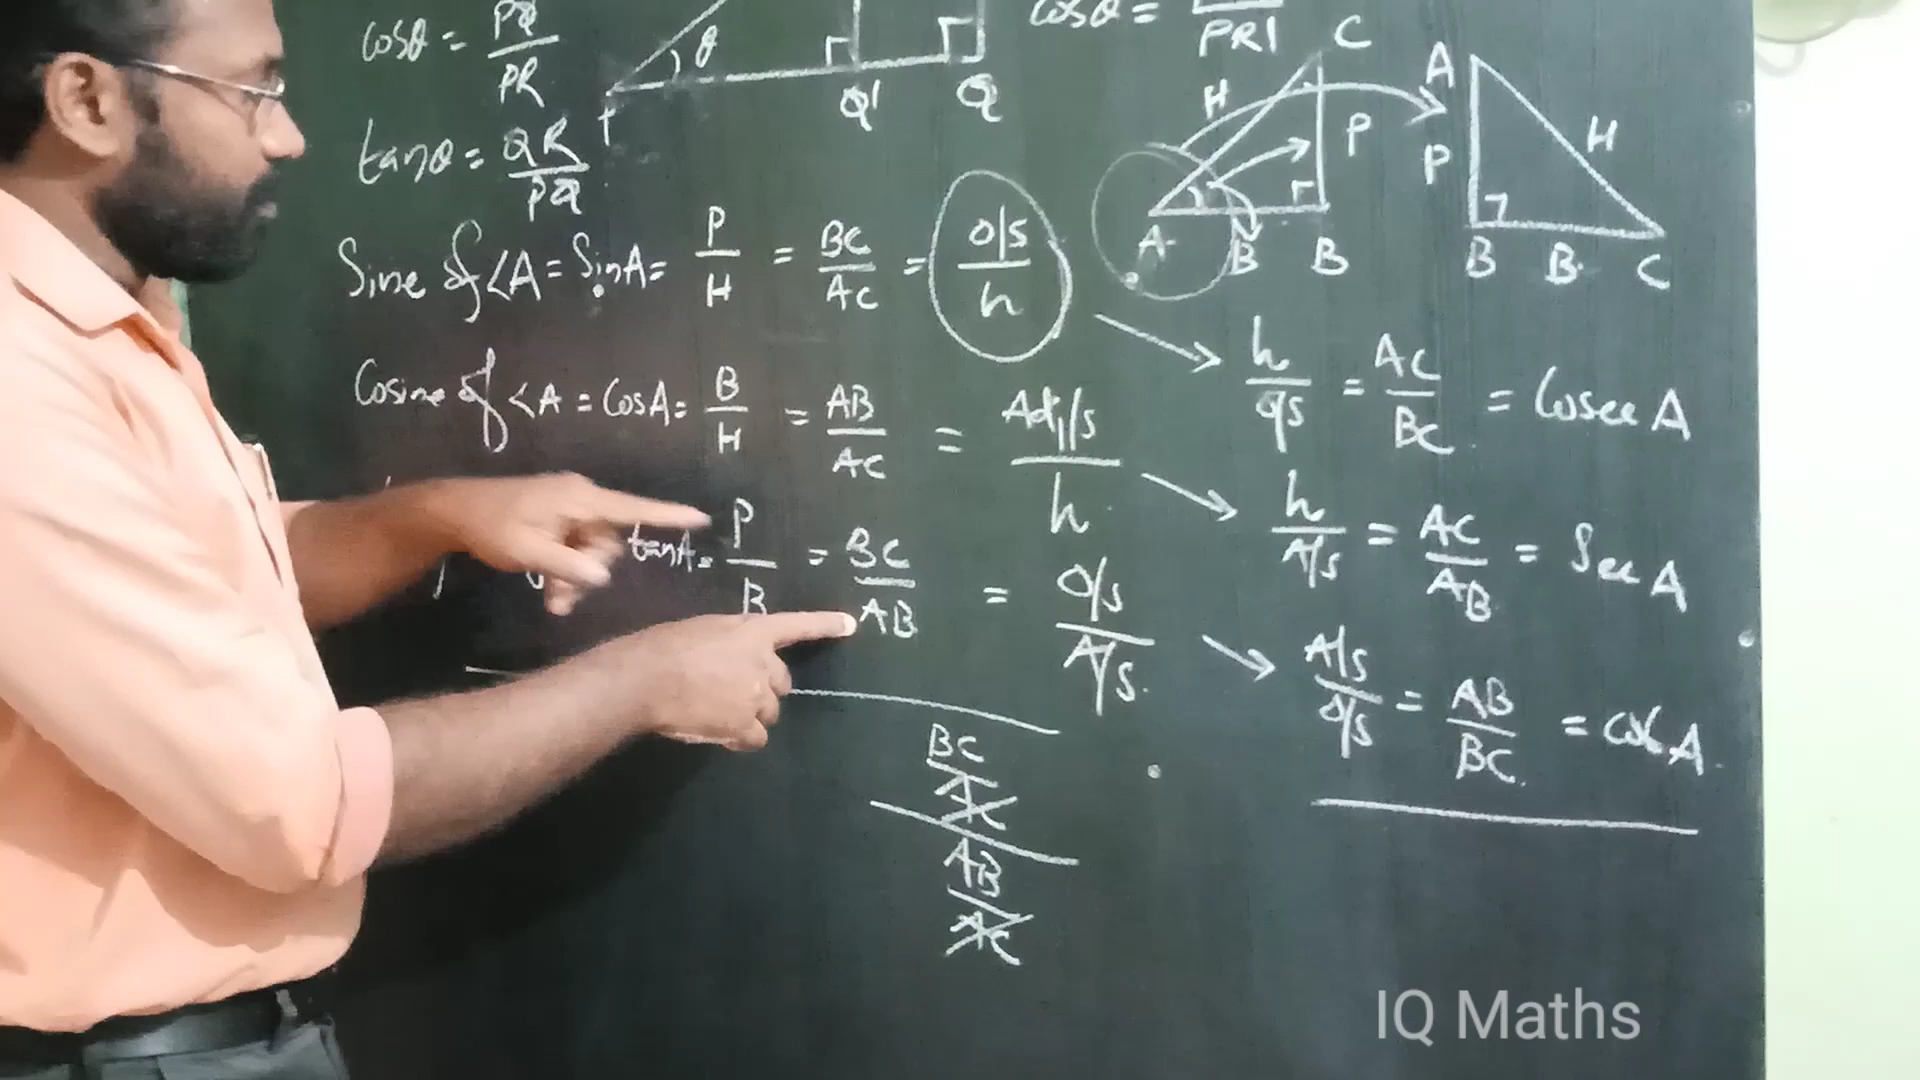 cosθ = PQ/PR
tanθ = QR/PQ
P θ Q' Q
cosθ = PR'
C
H P
A B B
A
P H
B B C
Sine of <A = SinA = P/H = BC/AC = o/s / h
Cosine of <A = CosA = B/H = AB/AC = Adj/s / h
tanA = P/B = BC/AB = o/s / A/s
→ h / o/s = AC/BC = Cosec A
→ h / A/s = AC/AB = Sec A
→ A/s / o/s = AB/BC = cot A
BC/AC
AB/AC
IQ Maths